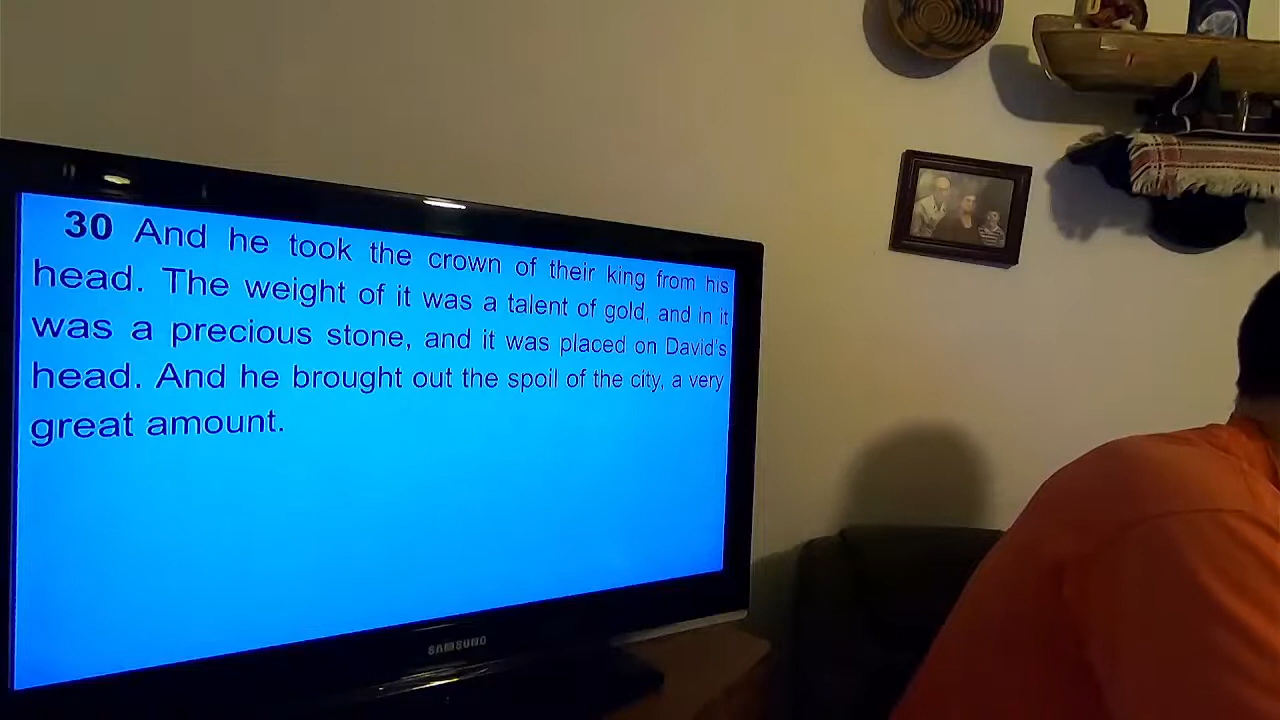 30 And he took the crown of their king from his
head. The weight of it was a talent of gold, and in it
was a precious stone, and it was placed on David's
head. And he brought out the spoil of the city, a very
great amount.
SAMSUNG